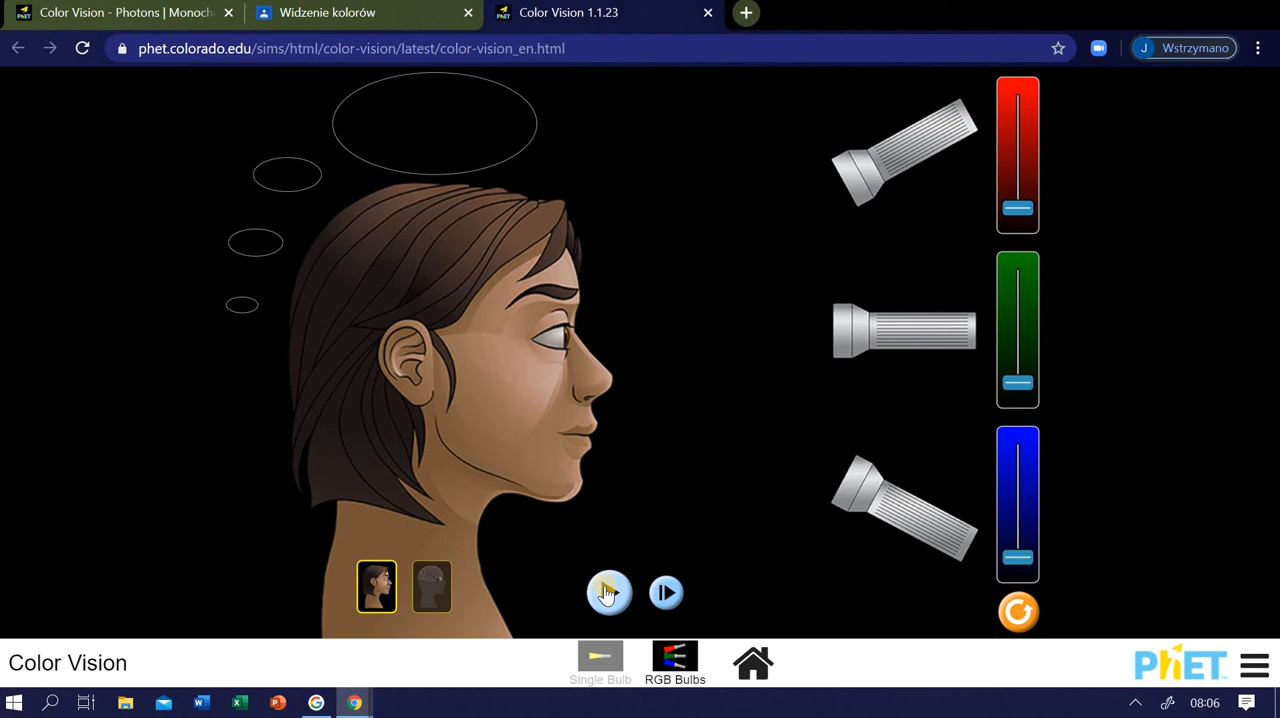 Color Vision - Photons | Monoch
Widzenie kolorów
Color Vision 1.1.23
phet.colorado.edu/sims/html/color-vision/latest/color-vision_en.html
J
Wstrzymano
Color Vision
Single Bulb
RGB Bulbs
PhET
08:06